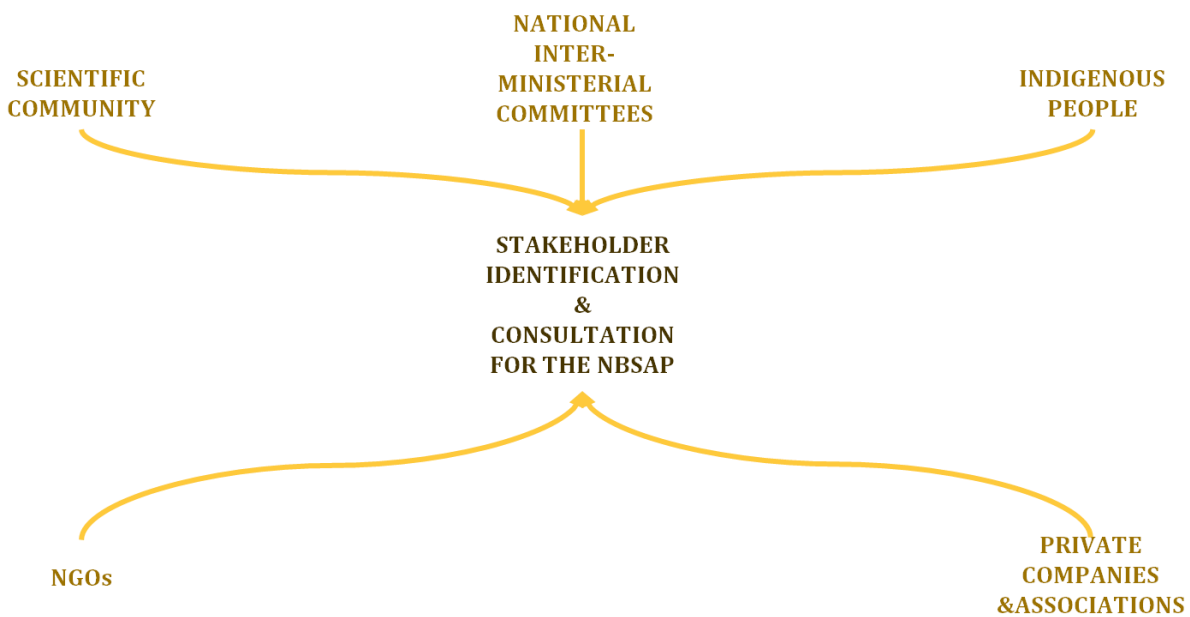 SCIENTIFIC
COMMUNITY
NATIONAL
INTER-
MINISTERIAL
COMMITTEES
INDIGENOUS
PEOPLE
STAKEHOLDER
IDENTIFICATION
&
CONSULTATION
FOR THE NBSAP
NGOs
PRIVATE
COMPANIES
&ASSOCIATIONS